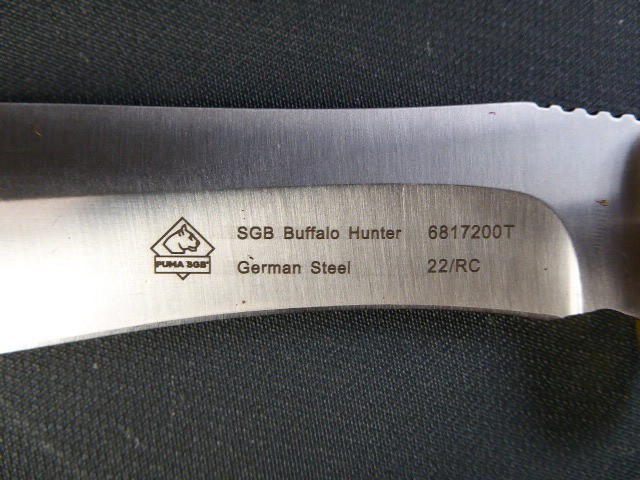 SGB Buffalo Hunter 6817200T
German Steel 22/RC
PUMA SGB